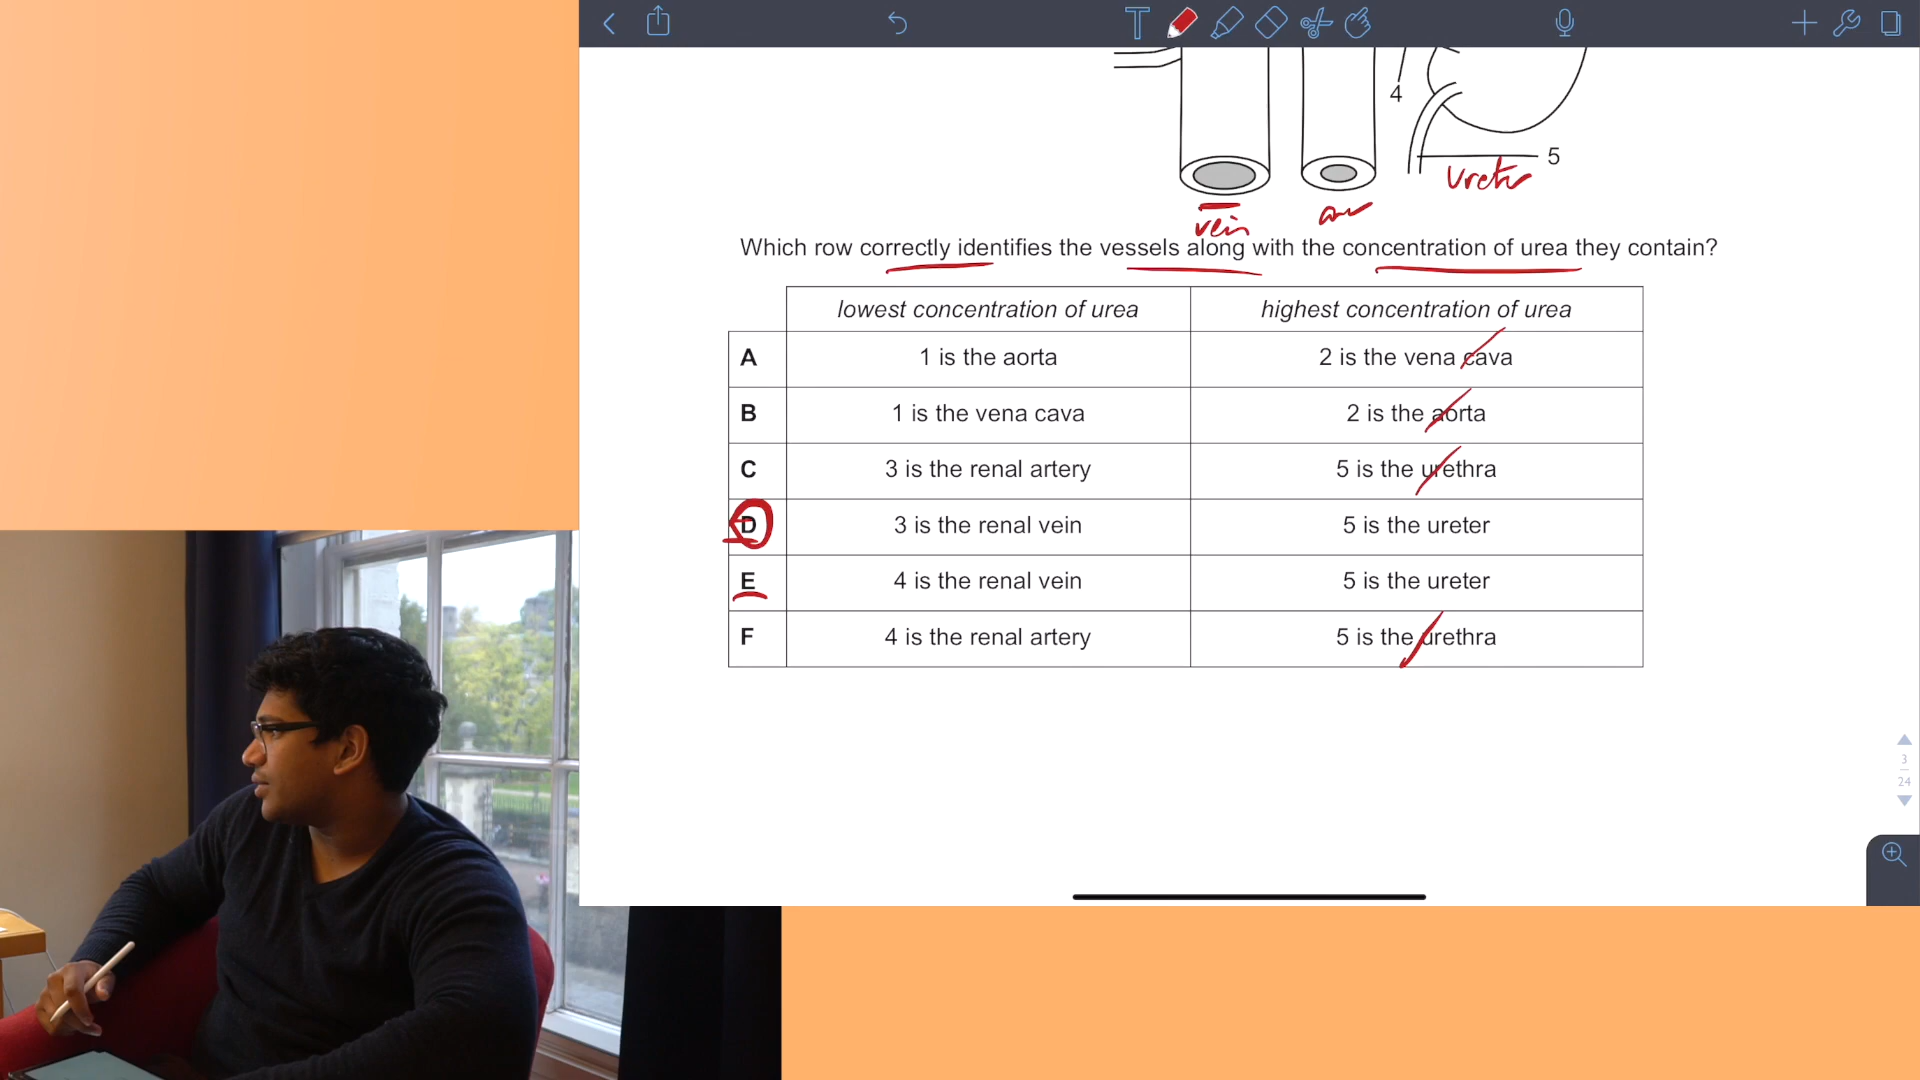 T
4
5
Ureter
vein
Which row correctly identifies the vessels along with the concentration of urea they contain?
lowest concentration of urea highest concentration of urea
A 1 is the aorta 2 is the vena cava
B 1 is the vena cava 2 is the aorta
C 3 is the renal artery 5 is the urethra
D 3 is the renal vein 5 is the ureter
E 4 is the renal vein 5 is the ureter
F 4 is the renal artery 5 is the urethra
3
24